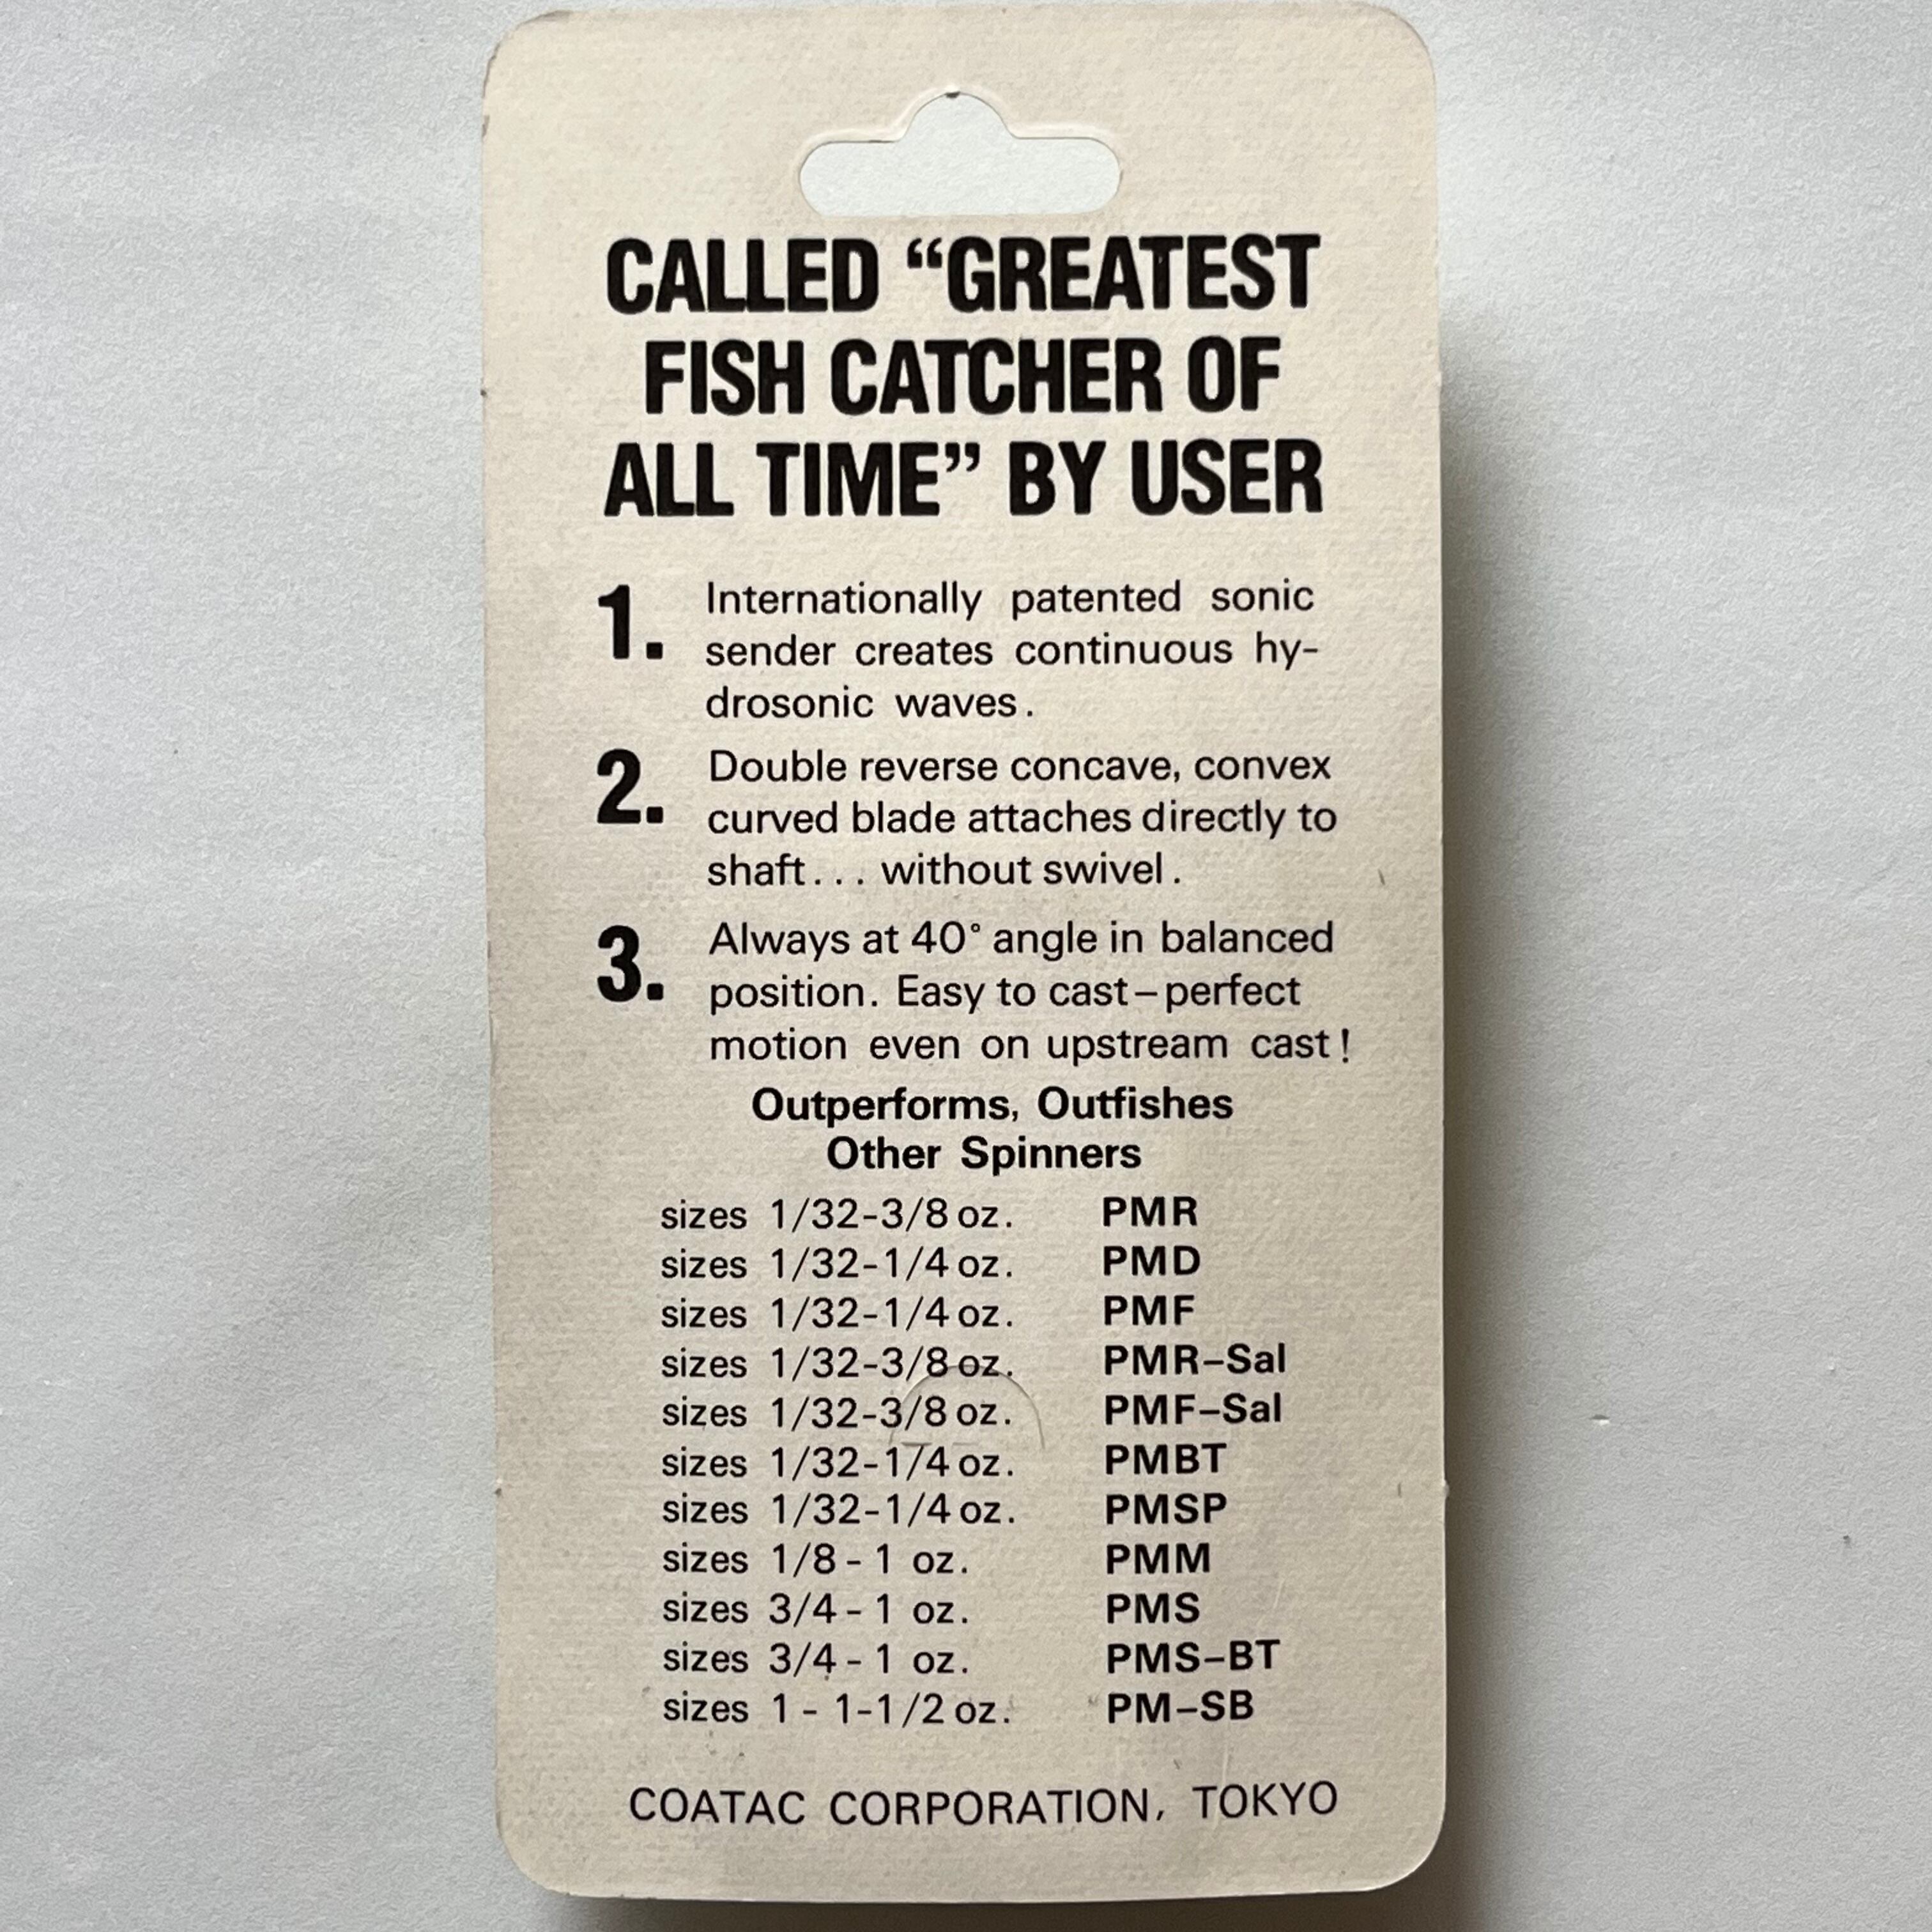 CALLED “GREATEST
FISH CATCHER OF
ALL TIME” BY USER
1. Internationally patented sonic
sender creates continuous hy-
drosonic waves.
2. Double reverse concave, convex
curved blade attaches directly to
shaft... without swivel.
3. Always at 40° angle in balanced
position. Easy to cast–perfect
motion even on upstream cast!
Outperforms, Outfishes
Other Spinners
sizes 1/32-3/8 oz. PMR
sizes 1/32-1/4 oz. PMD
sizes 1/32-1/4 oz. PMF
sizes 1/32-3/8 oz. PMR–Sal
sizes 1/32-3/8 oz. PMF–Sal
sizes 1/32-1/4 oz. PMBT
sizes 1/32-1/4 oz. PMSP
sizes 1/8 - 1 oz. PMM
sizes 3/4 - 1 oz. PMS
sizes 3/4 - 1 oz. PMS–BT
sizes 1 - 1-1/2 oz. PM–SB
COATAC CORPORATION, TOKYO